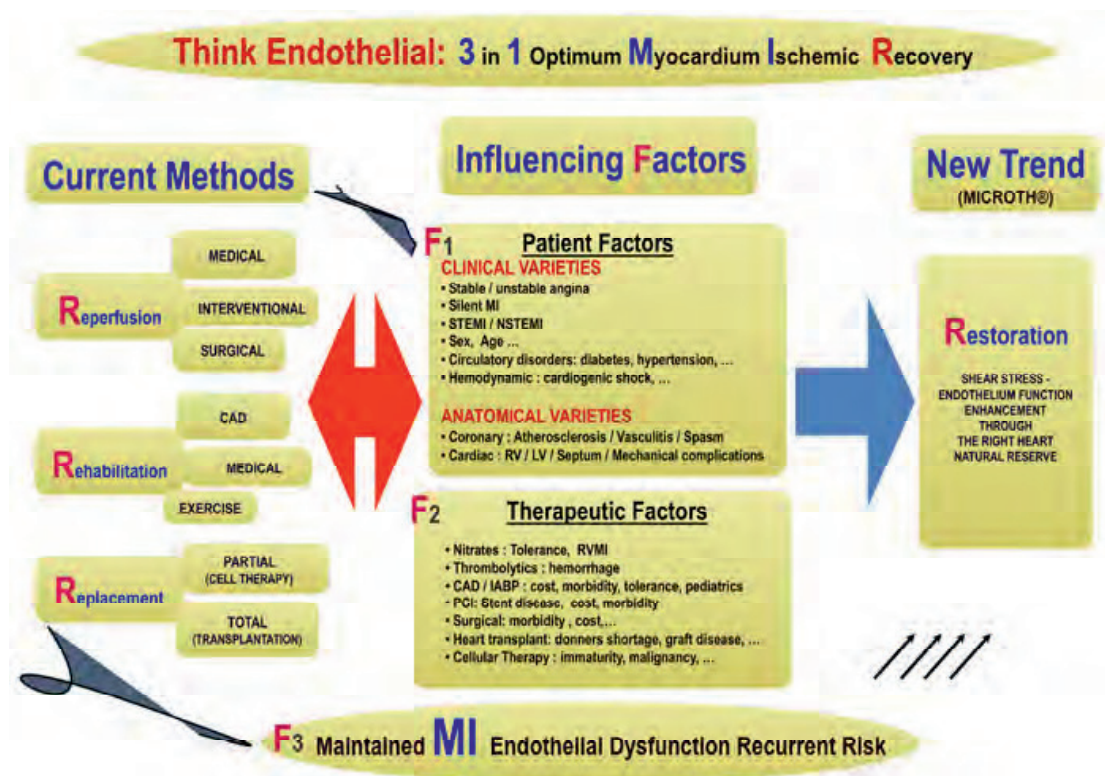 Think Endothelial: 3 in 1 Optimum Myocardium Ischemic Recovery
Current Methods
Reperfusion
MEDICAL
INTERVENTIONAL
SURGICAL
Rehabilitation
CAD
MEDICAL
EXERCISE
Replacement
PARTIAL
(CELL THERAPY)
TOTAL
(TRANSPLANTATION)
Influencing Factors
F1
Patient Factors
CLINICAL VARIETIES
• Stable / unstable angina
• Silent MI
• STEMI / NSTEMI
• Sex, Age ...
• Circulatory disorders: diabetes, hypertension, ...
• Hemodynamic : cardiogenic shock, ...
ANATOMICAL VARIETIES
• Coronary : Atherosclerosis / Vasculitis / Spasm
• Cardiac : RV / LV / Septum / Mechanical complications
F2
Therapeutic Factors
• Nitrates : Tolerance, RVMI
• Thrombolytics : hemorrhage
• CAD / IABP : cost, morbidity, tolerance, pediatrics
- PCI: Stent disease, cost, morbidity
• Surgical: morbidity , cost,...
• Heart transplant: donners shortage, graft disease, ...
• Cellular Therapy : immaturity, malignancy, ...
New Trend
(MICROTH®)
Restoration
SHEAR STRESS -
ENDOTHELIUM FUNCTION
ENHANCEMENT
THROUGH
THE RIGHT HEART
NATURAL RESERVE
F3 Maintained MI Endothelial Dysfunction Recurrent Risk